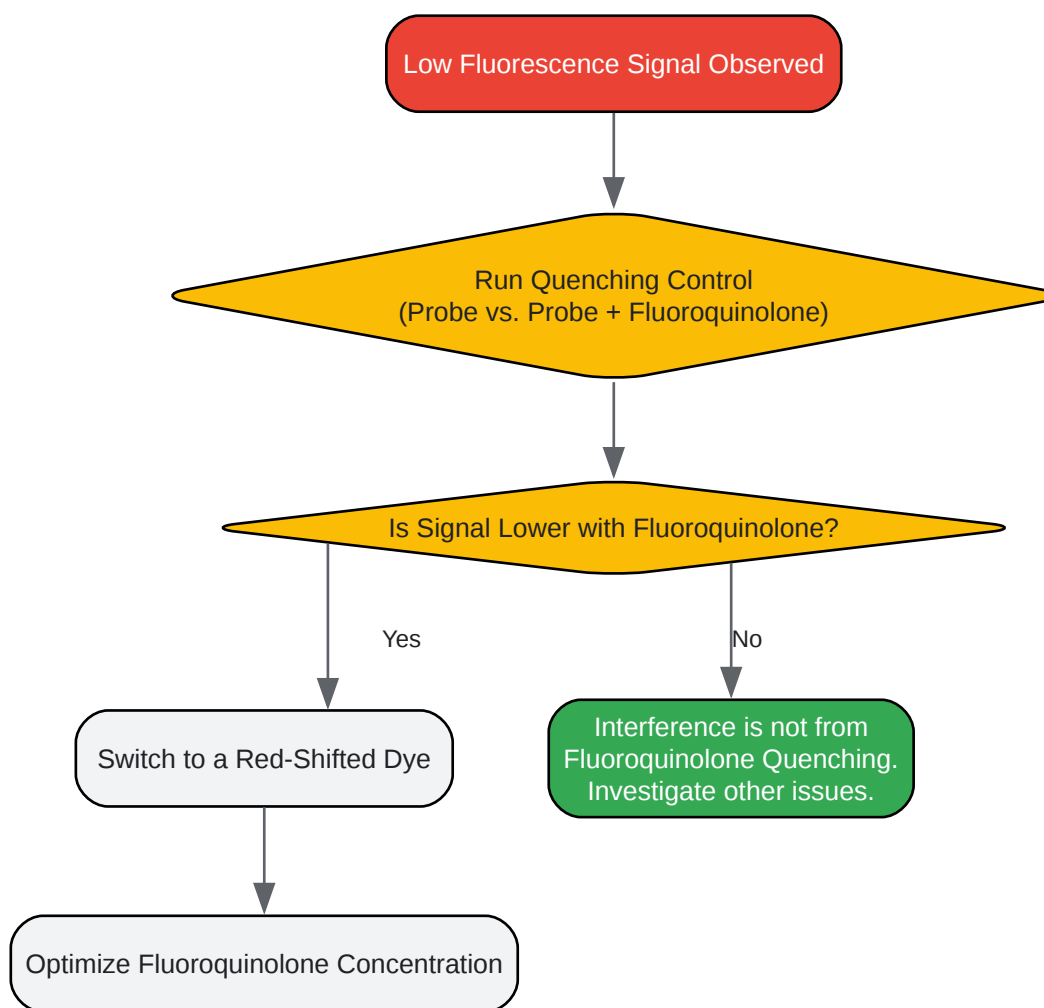 Low Fluorescence Signal Observed
Run Quenching Control
(Probe vs. Probe + Fluoroquinolone)
Is Signal Lower with Fluoroquinolone?
Yes
No
Switch to a Red-Shifted Dye
Interference is not from
Fluoroquinolone Quenching.
Investigate other issues.
Optimize Fluoroquinolone Concentration